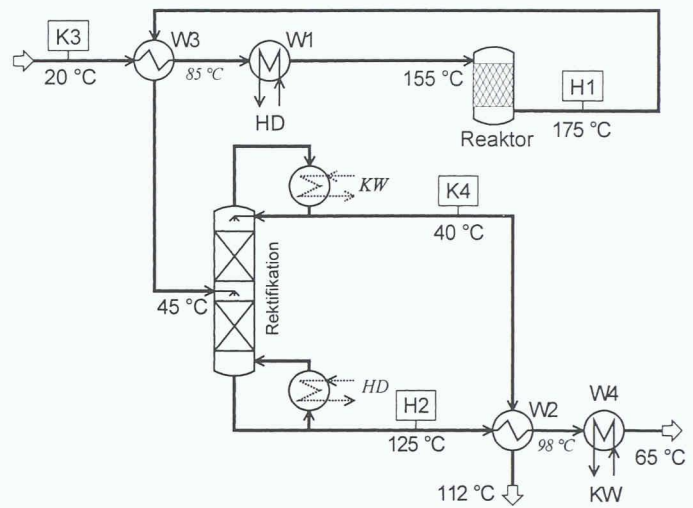 K3
W3
W1
20 °C
85 °C
155 °C
H1
HD
Reaktor
175 °C
KW
K4
40 °C
45 °C
Rektifikation
HD
H2
W2
W4
125 °C
98 °C
65 °C
112 °C
KW